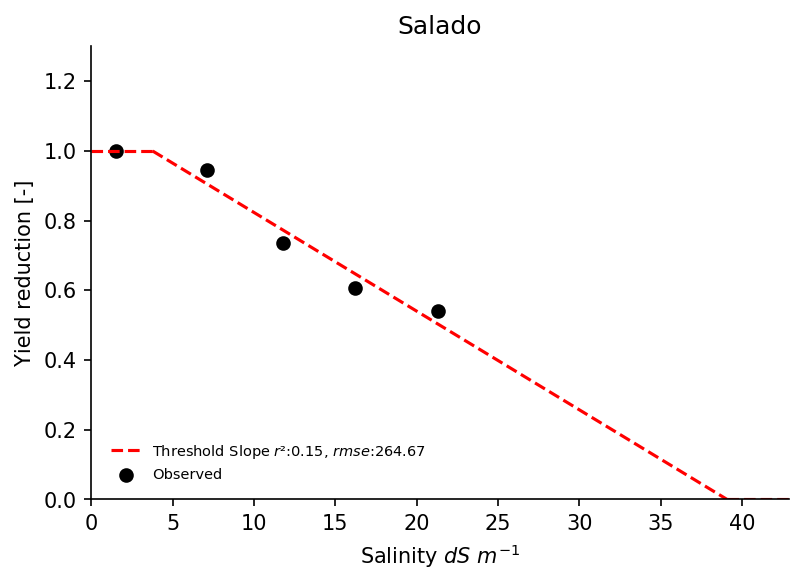 Salado
Yield reduction [-]
1.2
1.0
0.8
0.6
0.4
0.2
0.0
Threshold Slope r²:0.15, rmse:264.67
Observed
0 5 10 15 20 25 30 35 40
Salinity dS m⁻¹